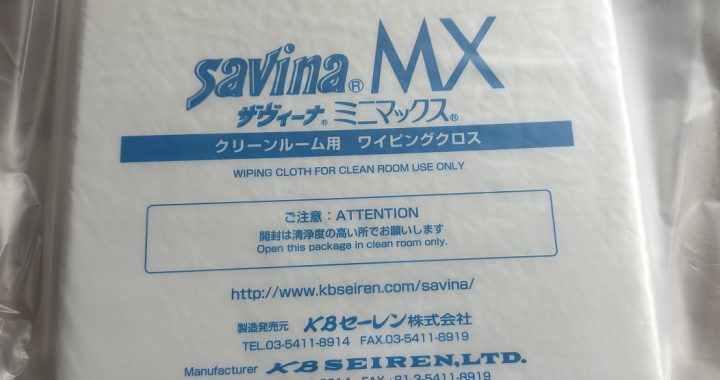 savina® MX
サヴィーナ® ミニマックス®
クリーンルーム用 ワイピングクロス
WIPING CLOTH FOR CLEAN ROOM USE ONLY
ご注意：ATTENTION
開封は清浄度の高い所でお願いします
Open this package in clean room only.
http://www.kbseiren.com/savina/
製造発売元 KBセーレン株式会社
TEL.03-5411-8914 FAX.03-5411-8919
Manufacturer KB SEIREN,LTD.